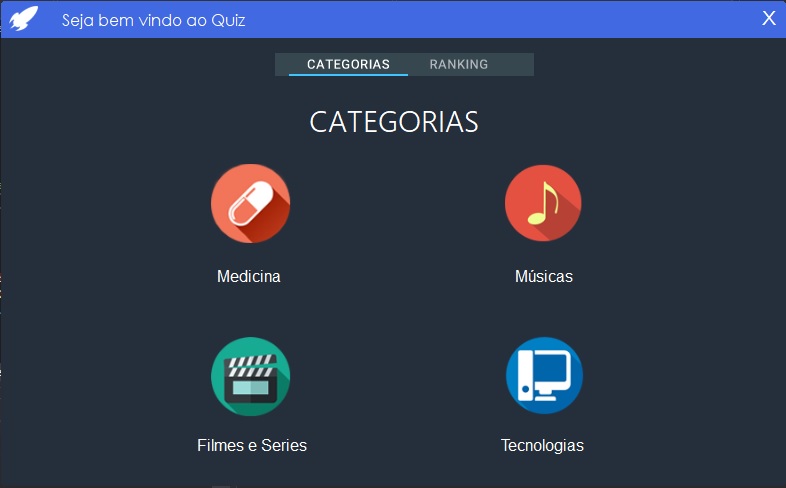 Seja bem vindo ao Quiz X
CATEGORIAS RANKING
CATEGORIAS
Medicina Músicas
Filmes e Series Tecnologias